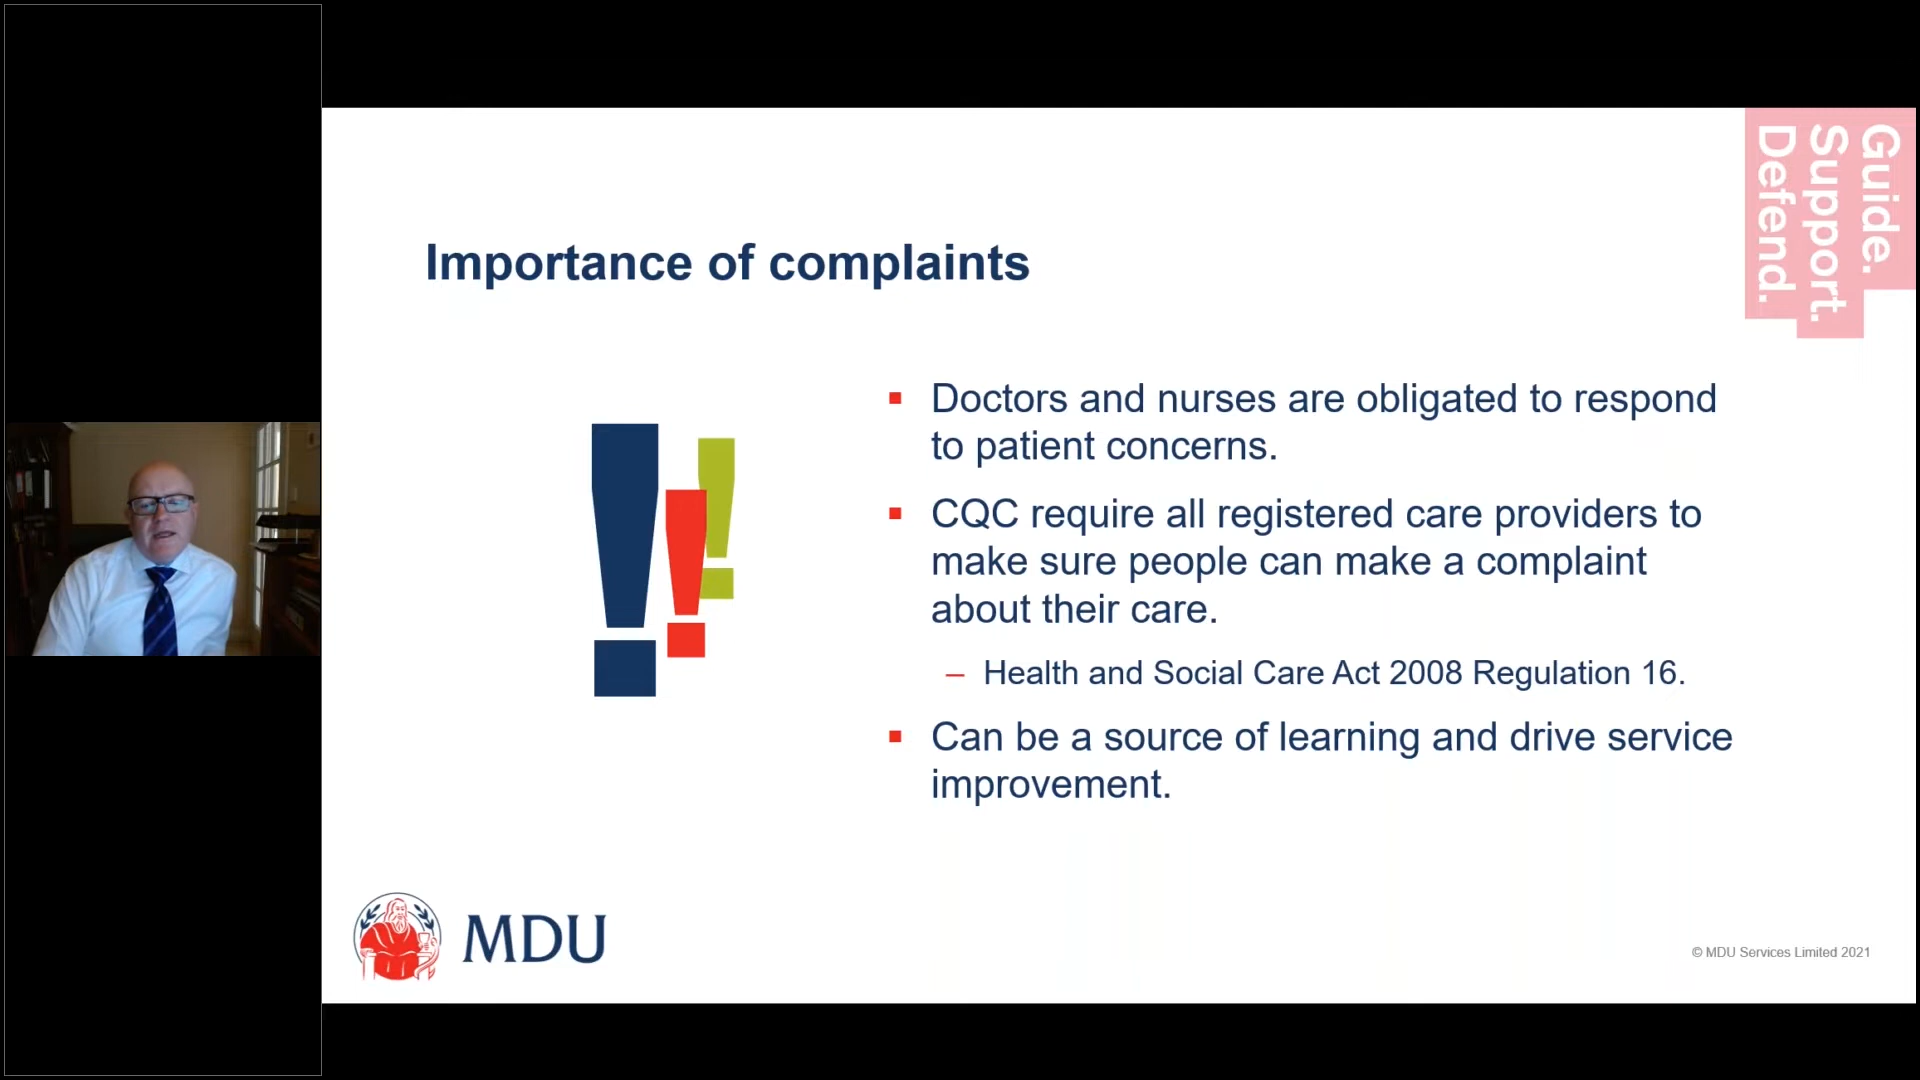 Guide.
Support.
Defend.
Importance of complaints
Doctors and nurses are obligated to respond
to patient concerns.
CQC require all registered care providers to
make sure people can make a complaint
about their care.
– Health and Social Care Act 2008 Regulation 16.
Can be a source of learning and drive service
improvement.
MDU
© MDU Services Limited 2021